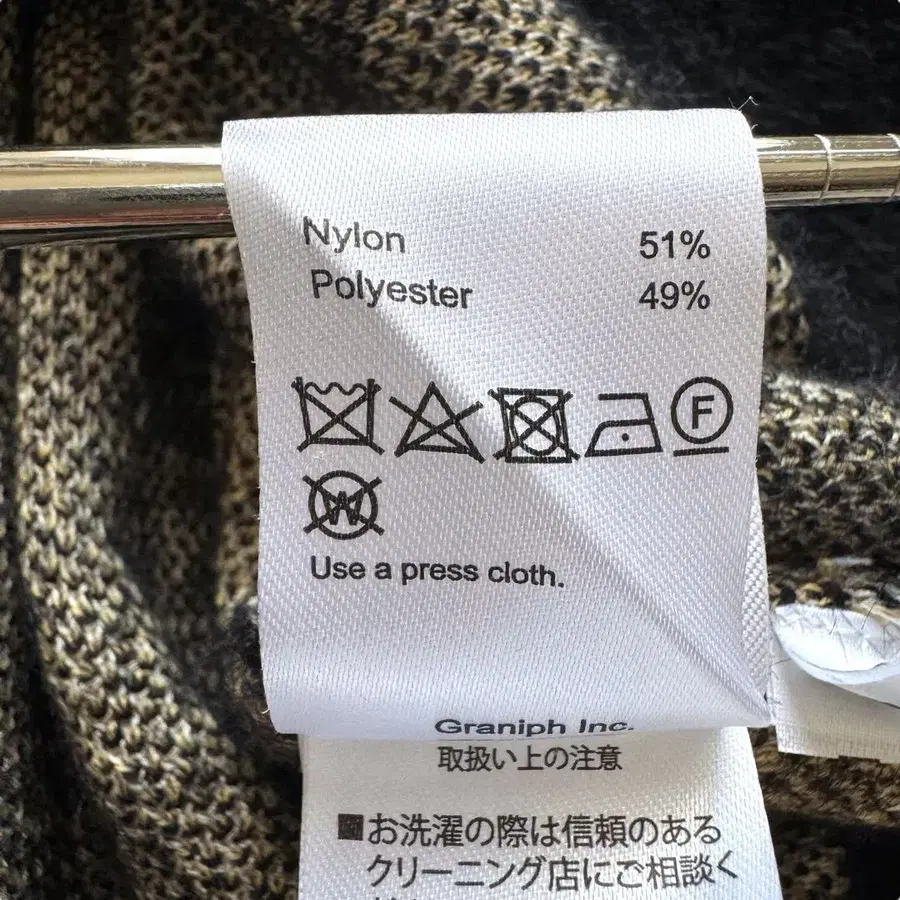 Nylon 51%
Polyester 49%
F
W
Use a press cloth.
Graniph Inc.
取扱い上の注意
■お洗濯の際は信頼のある
クリーニング店にご相談く